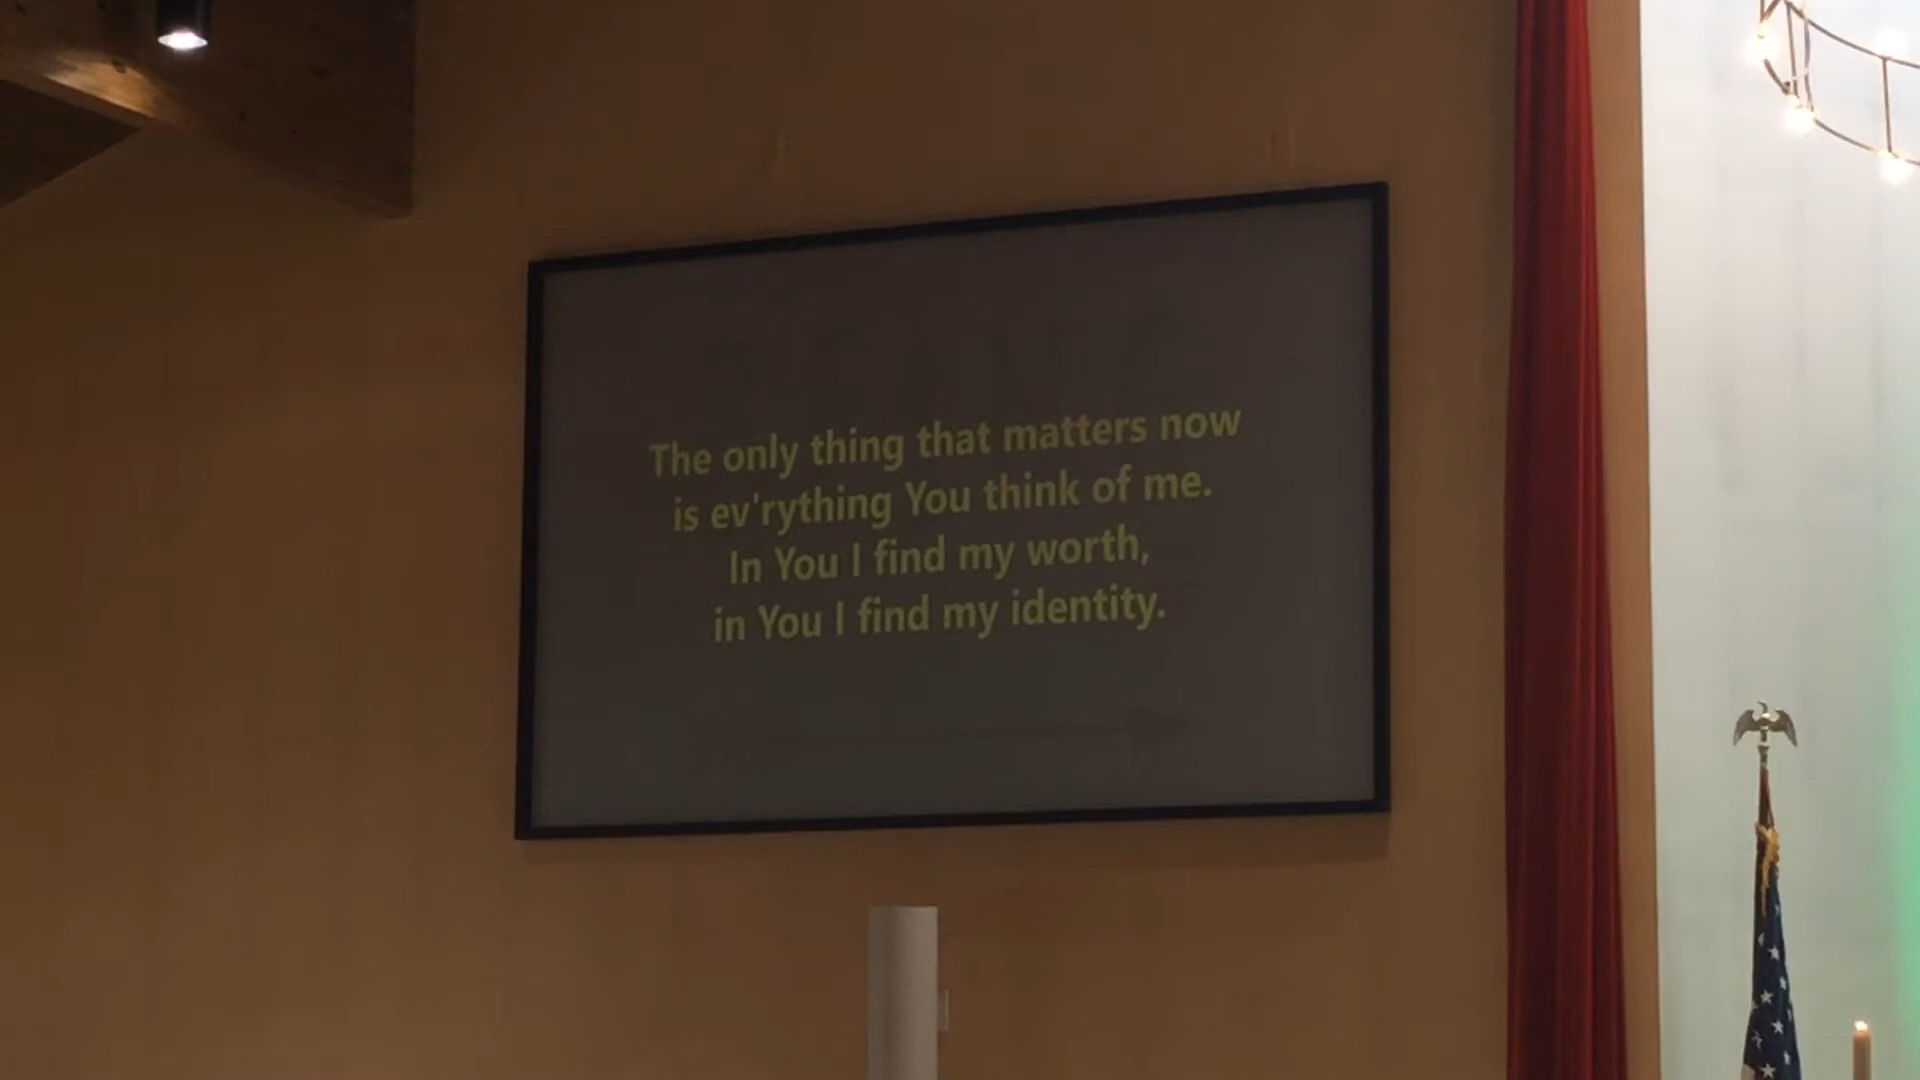 The only thing that matters now
is ev'rything You think of me.
In You I find my worth,
in You I find my identity.